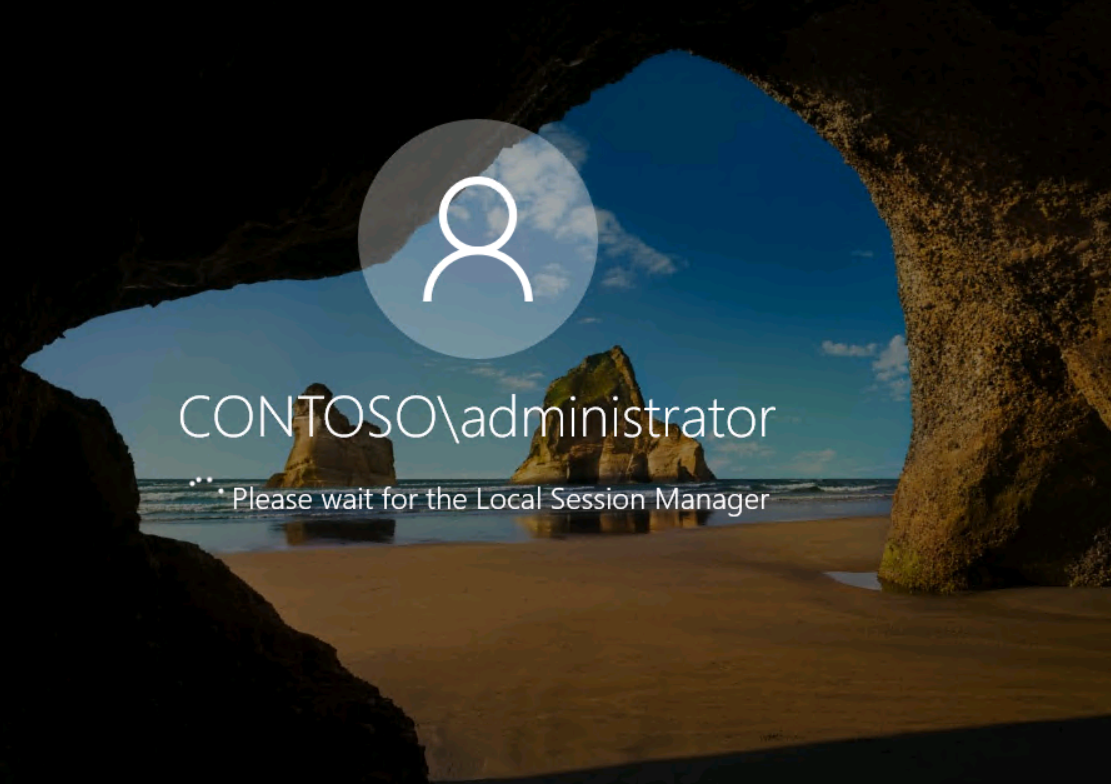 CONTOSO\administrator
Please wait for the Local Session Manager